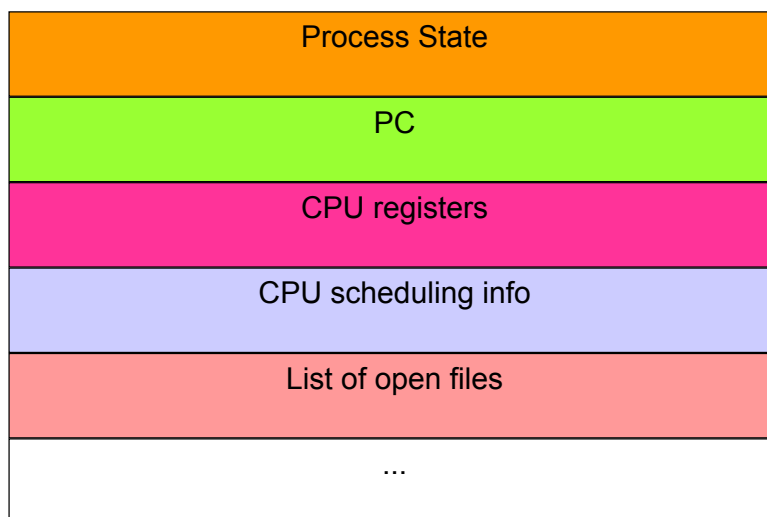 Process State
PC
CPU registers
CPU scheduling info
List of open files
...